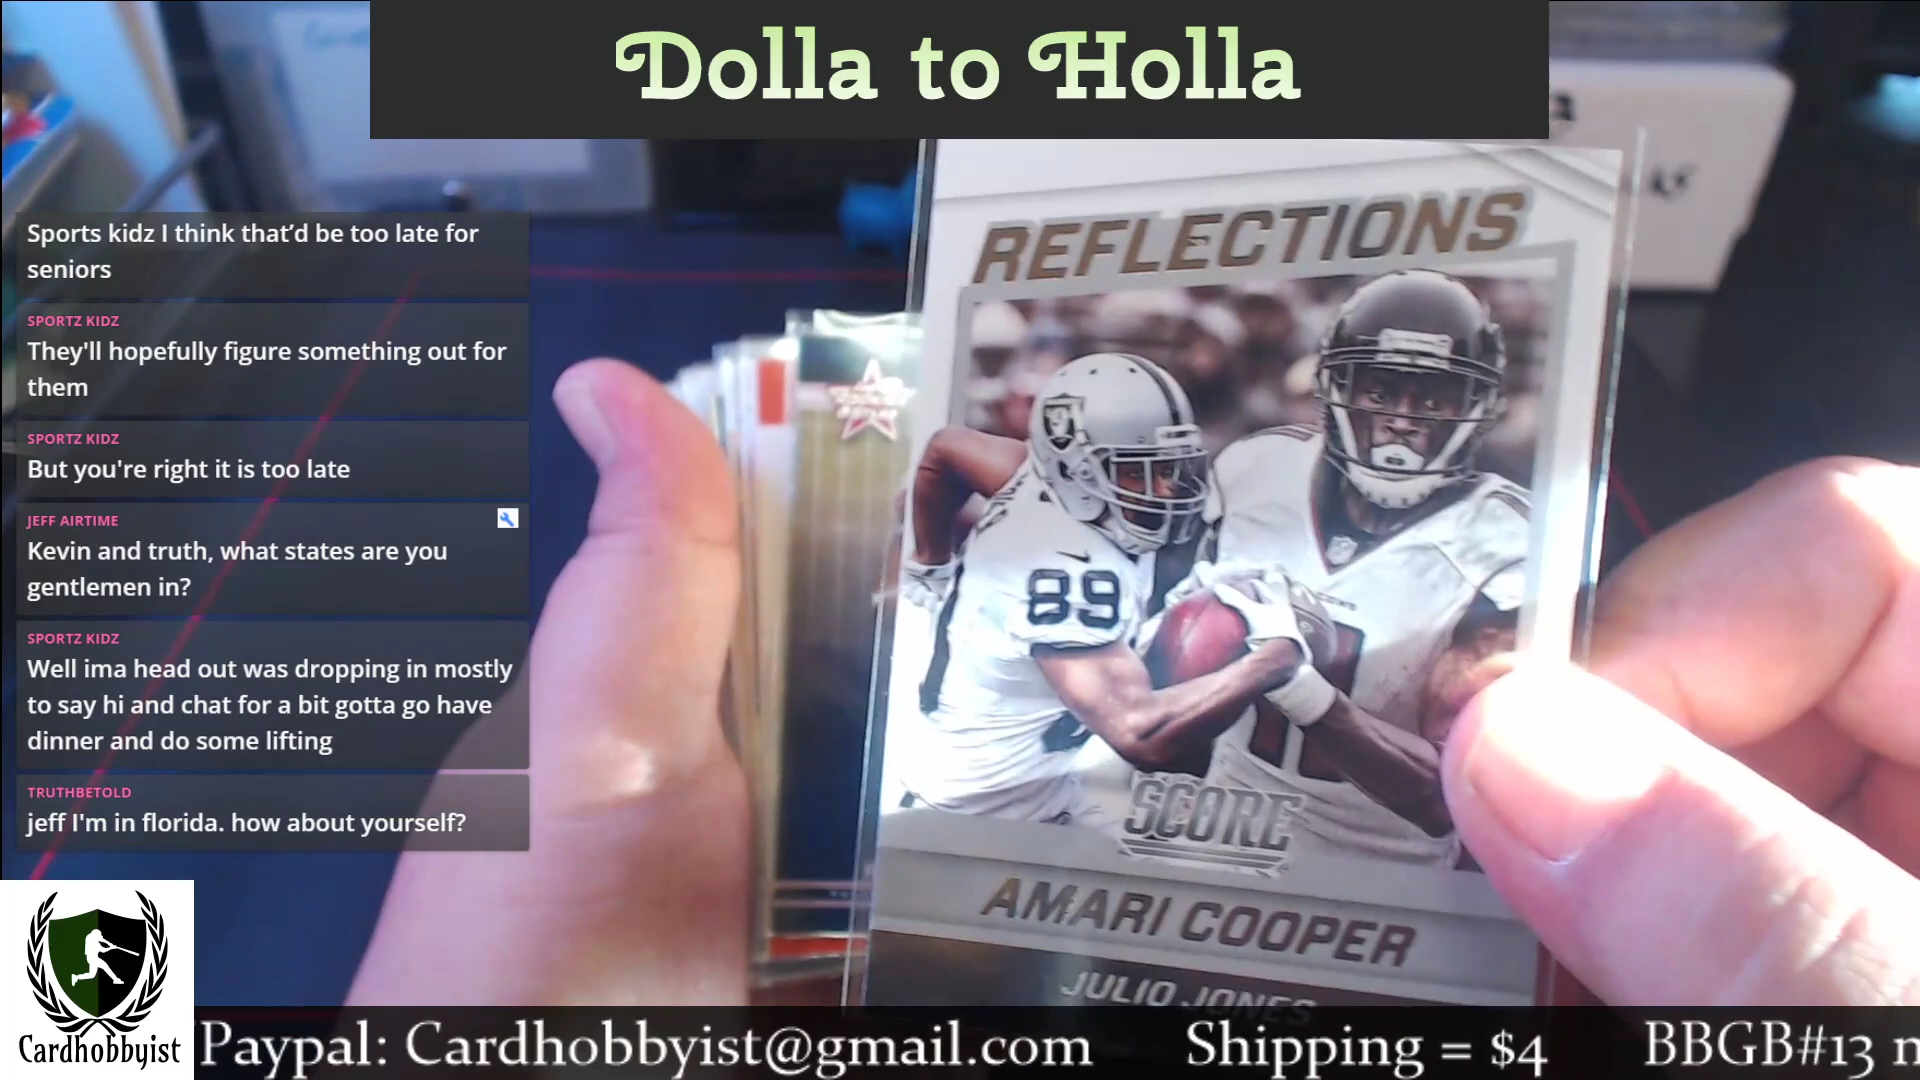 Dolla to Holla
Sports kidz I think that’d be too late for
seniors
SPORTZ KIDZ
They'll hopefully figure something out for
them
SPORTZ KIDZ
But you're right it is too late
JEFF AIRTIME
Kevin and truth, what states are you
gentlemen in?
SPORTZ KIDZ
Well ima head out was dropping in mostly
to say hi and chat for a bit gotta go have
dinner and do some lifting
TRUTHBETOLD
jeff I'm in florida. how about yourself?
REFLECTIONS
89
SCORE
AMARI COOPER
JULIO JONES
Cardhobbyist
Paypal: Cardhobbyist@gmail.com Shipping = $4 BBGB#13